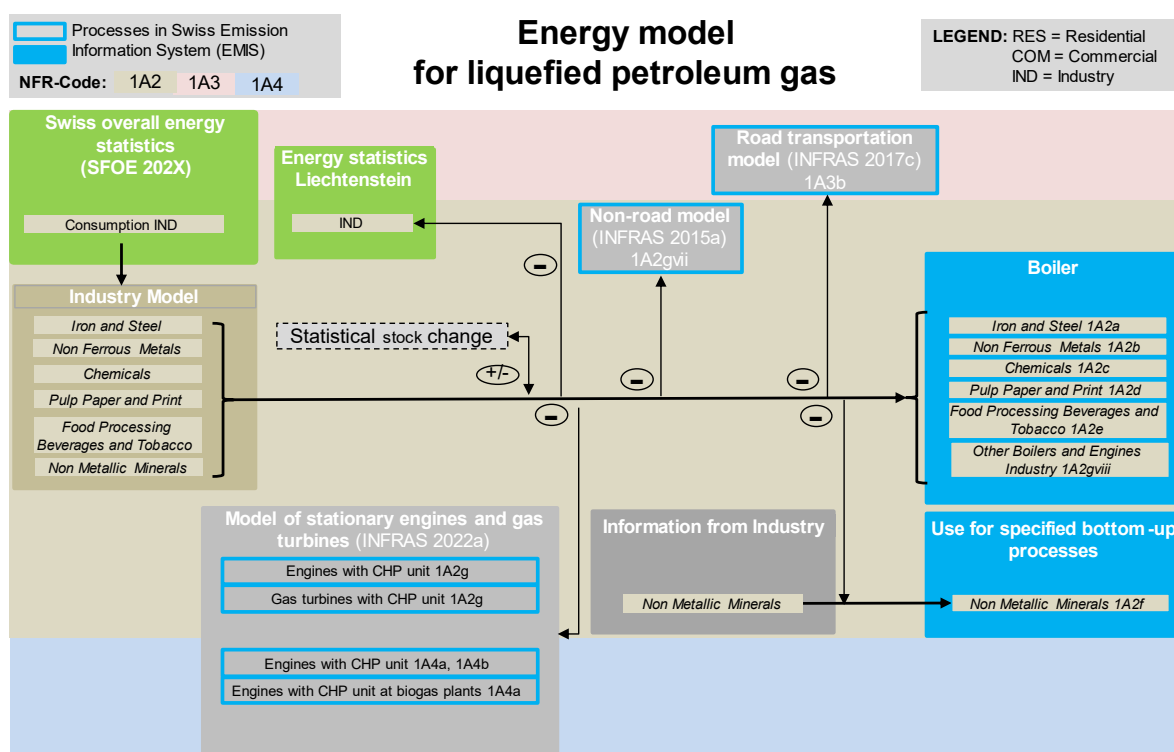 Processes in Swiss Emission
Information System (EMIS)
NFR-Code: 1A2 1A3 1A4
Energy model
for liquefied petroleum gas
LEGEND: RES = Residential
COM = Commercial
IND = Industry
Swiss overall energy
statistics
(SFOE 202X)
Consumption IND
Energy statistics
Liechtenstein
IND
Non-road model
(INFRAS 2015a)
1A2gvii
Road transportation
model (INFRAS 2017c)
1A3b
Industry Model
Iron and Steel
Non Ferrous Metals
Chemicals
Pulp Paper and Print
Food Processing
Beverages and Tobacco
Non Metallic Minerals
Statistical stock change
+/-
-
-
-
-
-
Boiler
Iron and Steel 1A2a
Non Ferrous Metals 1A2b
Chemicals 1A2c
Pulp Paper and Print 1A2d
Food Processing Beverages and
Tobacco 1A2e
Other Boilers and Engines
Industry 1A2gviii
Model of stationary engines and gas
turbines (INFRAS 2022a)
Engines with CHP unit 1A2g
Gas turbines with CHP unit 1A2g
Engines with CHP unit 1A4a, 1A4b
Engines with CHP unit at biogas plants 1A4a
Information from Industry
Non Metallic Minerals
Use for specified bottom-up
processes
Non Metallic Minerals 1A2f